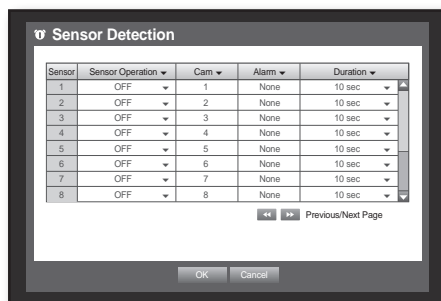 Sensor Detection
Sensor Sensor Operation Cam Alarm Duration
1 OFF 1 None 10 sec
2 OFF 2 None 10 sec
3 OFF 3 None 10 sec
4 OFF 4 None 10 sec
5 OFF 5 None 10 sec
6 OFF 6 None 10 sec
7 OFF 7 None 10 sec
8 OFF 8 None 10 sec
Previous/Next Page
OK Cancel